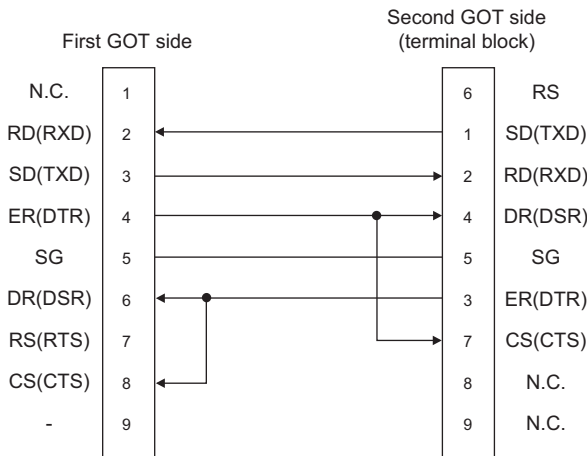 First GOT side
Second GOT side
(terminal block)
N.C. 1 6 RS
RD(RXD) 2 1 SD(TXD)
SD(TXD) 3 2 RD(RXD)
ER(DTR) 4 4 DR(DSR)
SG 5 5 SG
DR(DSR) 6 3 ER(DTR)
RS(RTS) 7 7 CS(CTS)
CS(CTS) 8 8 N.C.
- 9 9 N.C.